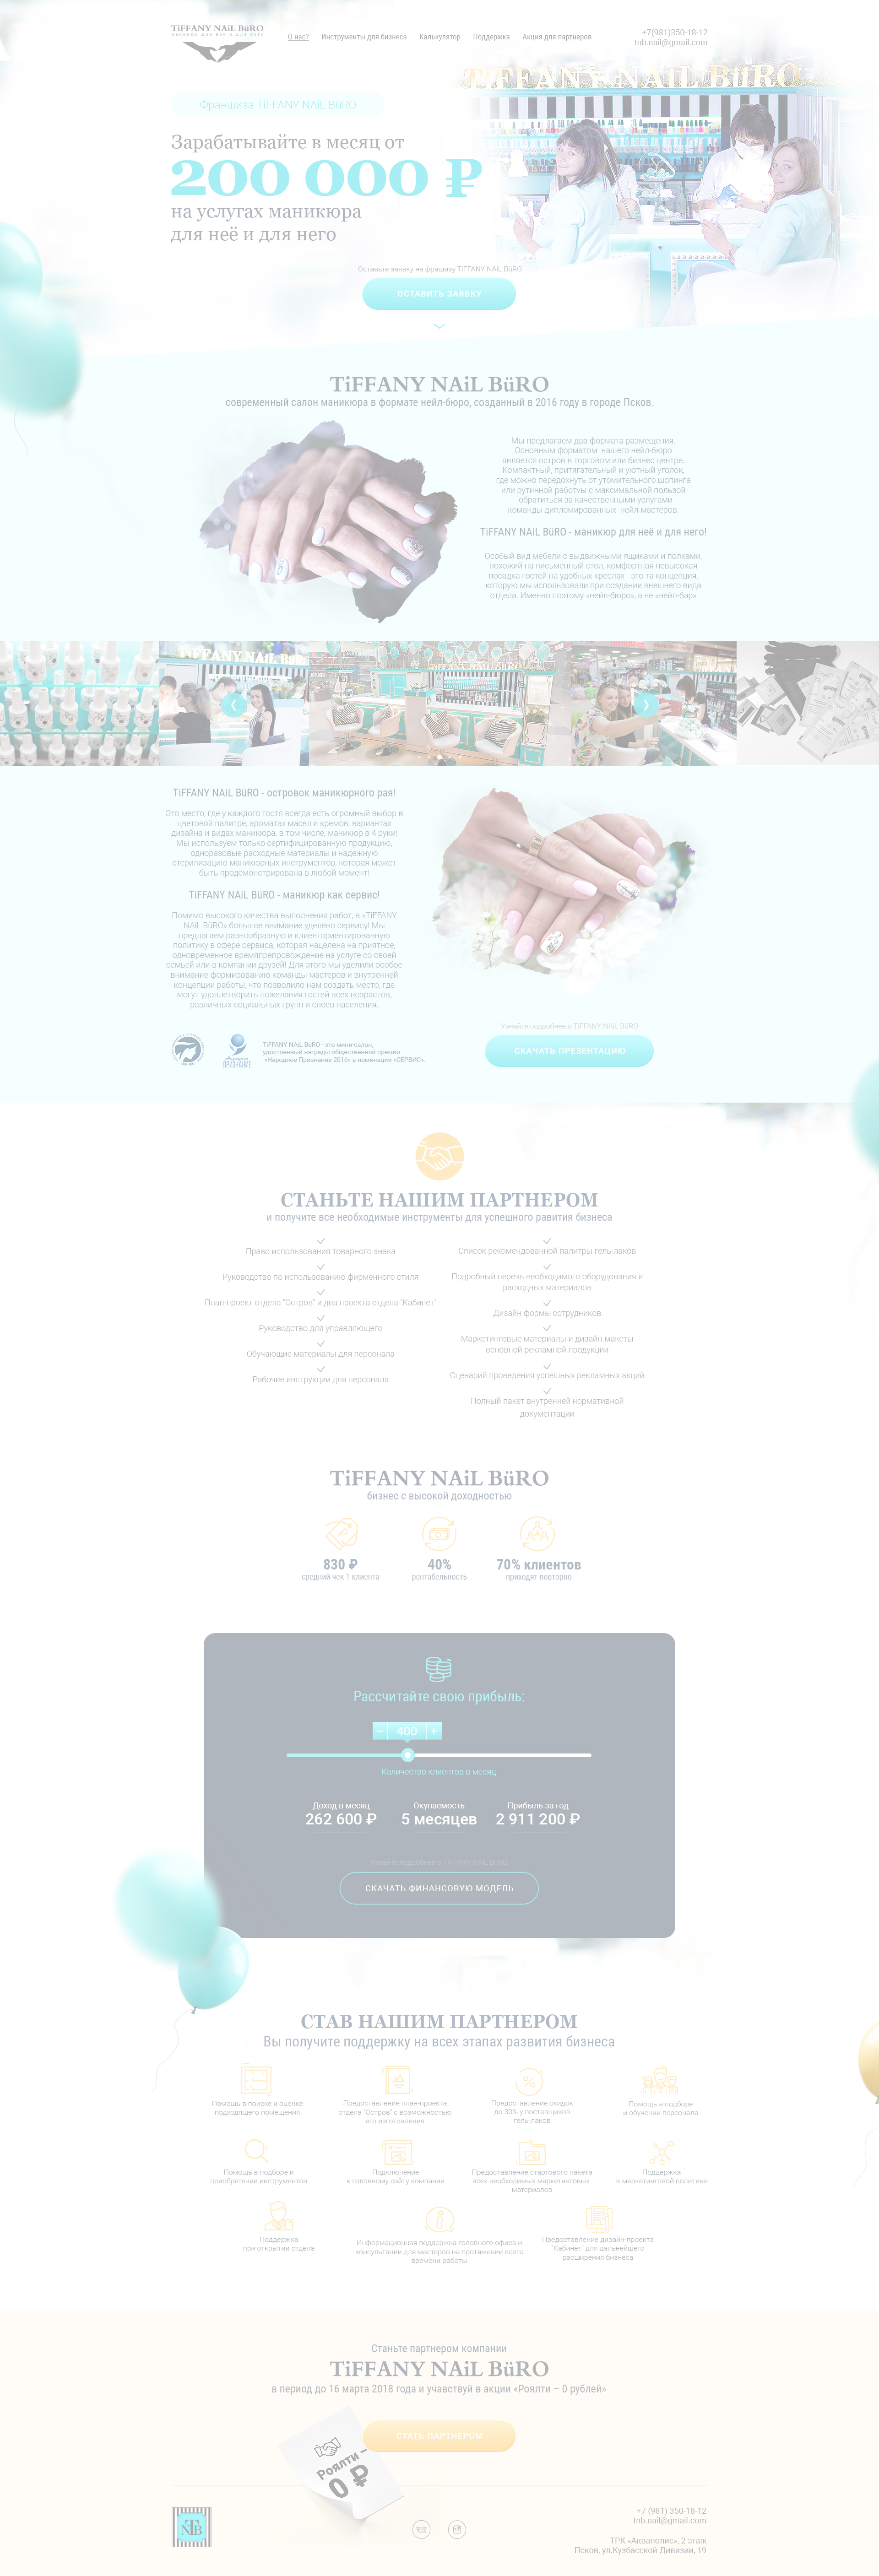 TiFFANY NAiL BüRO
О нас?
Инструменты для бизнеса
Калькулятор
Поддержка
Акция для партнеров
+7(981)350-18-12
tnb.nail@gmail.com
TiFFANY NAiL BüRO
Франшиза TiFFANY NAiL BüRO
Зарабатывайте в месяц от
200 000 ₽
на услугах маникюра
для неё и для него
Оставьте заявку на фрашизу TiFFANY NAiL BüRO
ОСТАВИТЬ ЗАЯВКУ
TiFFANY NAiL BüRO
современный салон маникюра в формате нейл-бюро, созданный в 2016 году в городе Псков.
Мы предлагаем два формата размещения.
Основным форматом нашего нейл-бюро
является остров в торговом или бизнес центре.
Компактный, притягательный и уютный уголок,
где можно передохнуть от утомительного шопинга
или рутинной работуы с максимальной пользой
- обратиться за качественными услугами
команды дипломированных нейл-мастеров.
TiFFANY NAiL BüRO - маникюр для неё и для него!
Особый вид мебели с выдвижными ящиками и полками,
похожий на письменный стол, комфортная невысокая
посадка гостей на удобных креслах - это та концепция,
которую мы используем при создании внешнего вида
отдела. Именно поэтому «нейл-бюро», а не «нейл-бар»
TiFFANY NAiL BüRO
TiFFANY NAiL BüRO
TiFFANY NAiL BüRO - островок маникюрного рая!
Это место, где у каждого гостя всегда есть огромный выбор в
цветовой палитре, ароматах масел и кремов, вариантах
дизайна и видах маникюра, в том числе, маникюр в 4 руки!
Мы используем только сертифицированную продукцию,
одноразовые расходные материалы и надежную
стерилизацию маникюрных инструментов, которая может
быть продемонстрирована в любой момент!
TiFFANY NAiL BüRO - маникюр как сервис!
Помимо высокого качества выполнения работ, в «TiFFANY
NAiL BüRO» большое внимание уделено сервису! Мы
предлагаем разнообразную и клиенториентированную
политику в сфере сервиса, которая нацелена на приятное,
одновременное времяпрепровождение на услуге со своей
семьей или в компании друзей! Для этого мы уделили особое
внимание формированию команды мастеров и внутренней
концепции работы, что позволило нам создать место, где
могут удовлетворить пожелания гостей всех возрастов,
различных социальных групп и слоев населения.
ПРИЗНАНИЕ
TiFFANY NAiL BüRO - это мини-салон,
удостоенный награды общественной премии
«Народное Признание 2016» в номинации «СЕРВИС».
Узнайте подробнее о TiFFANY NAiL BüRO
СКАЧАТЬ ПРЕЗЕНТАЦИЮ
СТАНЬТЕ НАШИМ ПАРТНЕРОМ
и получите все необходимые инструменты для успешного равития бизнеса
Право использования товарного знака
Руководство по использованию фирменного стиля
План-проект отдела "Остров" и два проекта отдела "Кабинет"
Руководство для управляющего
Обучающие материалы для персонала
Рабочие инструкции для персонала
Список рекомендованной палитры гель-лаков
Подробный перечь необходимого оборудования и
расходных материалов
Дизайн формы сотрудников
Маркетинговые материалы и дизайн-макеты
основной рекламной продукции
Сценарий проведения успешных рекламных акций
Полный пакет внутренней нормативной
документации
TiFFANY NAiL BüRO
бизнес с высокой доходностью
830 ₽
средний чек 1 клиента
40%
рентабельность
70% клиентов
приходят повторно
Рассчитайте свою прибыль:
− 400 +
Количество клиентов в месяц
Доход в месяц
262 600 ₽
Окупаемость
5 месяцев
Прибыль за год
2 911 200 ₽
Узнайте подробнее о TiFFANY NAiL BüRO
СКАЧАТЬ ФИНАНСОВУЮ МОДЕЛЬ
СТАВ НАШИМ ПАРТНЕРОМ
Вы получите поддержку на всех этапах развития бизнеса
Помощь в поиске и оценке
подходящего помещения
Предоставление план-проекта
отдела "Остров" с возможностью
его изготовления
Предоставление скидок
до 30% у поставщиков
гель-лаков
Помощь в подборе
и обучении персонала
Помощь в подборе и
приобретении инструментов
Подключение
к головному сайту компании
Предоставление стартового пакета
всех необходимых маркетинговых
материалов
Поддержка
в маркетинговой политике
Поддержка
при открытии отдела
Информационная поддержка головного офиса и
консультации для мастеров на протяжении всего
времени работы
Предоставление дизайн-проекта
"Кабинет" для дальнейшего
расширения бизнеса
Станьте партнером компании
TiFFANY NAiL BüRO
в период до 16 марта 2018 года и учавствуй в акции «Роялти – 0 рублей»
СТАТЬ ПАРТНЕРОМ
Роялти –
0 ₽
TNB
+7 (981) 350-18-12
tnb.nail@gmail.com
ТРК «Акваполис», 2 этаж
Псков, ул.Кузбасской Дивизии, 19